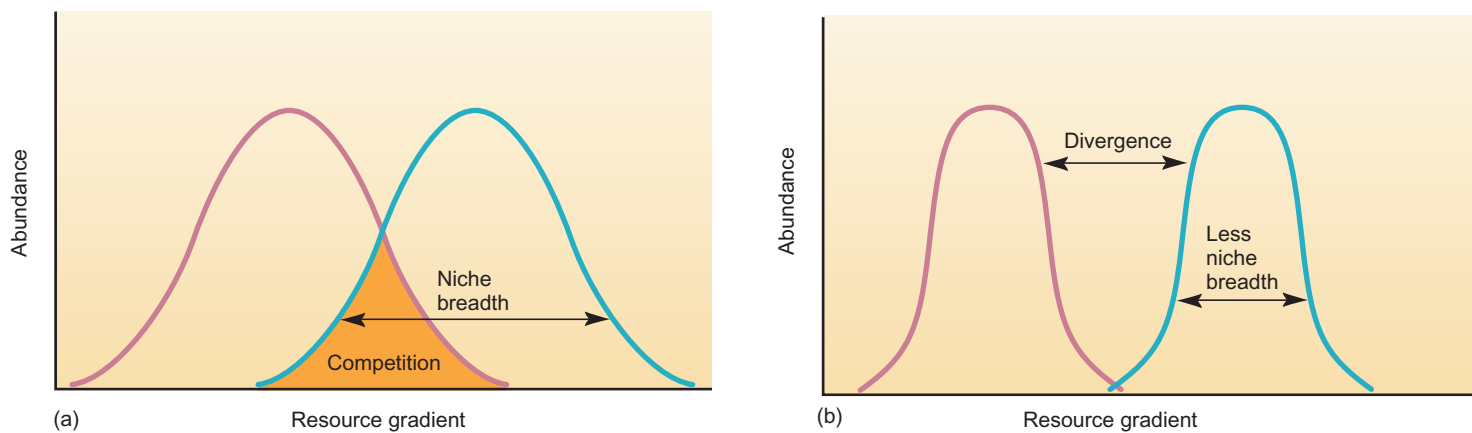 Abundance
Niche
breadth
Competition
(a)
Resource gradient
Abundance
Divergence
Less
niche
breadth
(b)
Resource gradient